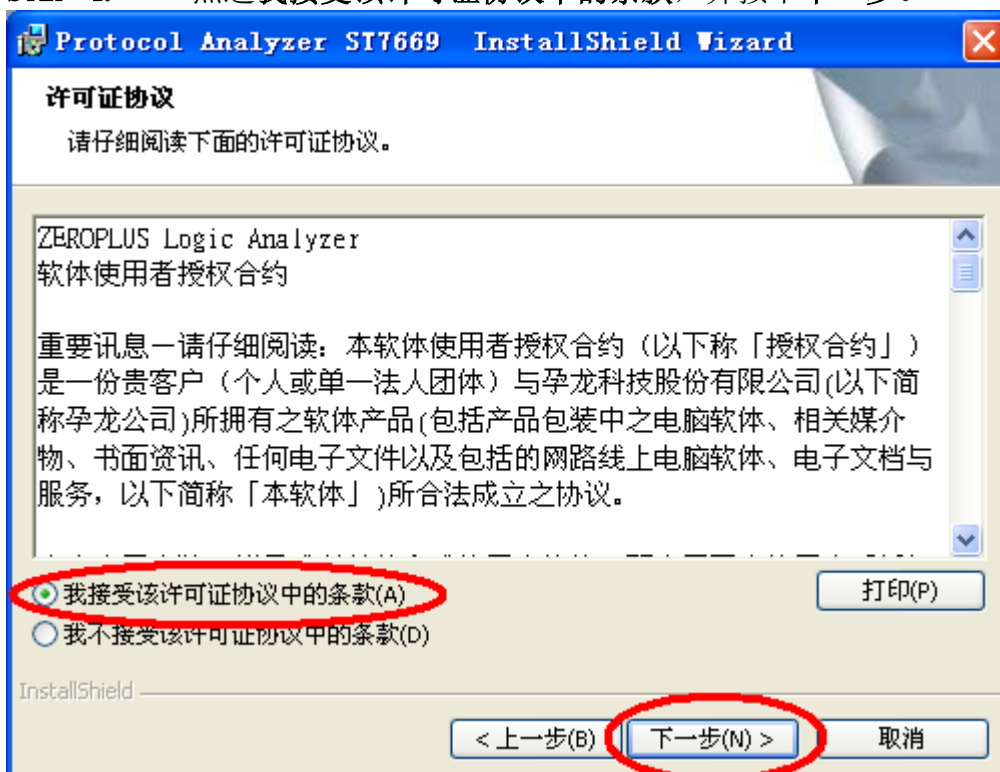 Protocol Analyzer ST7669 InstallShield Wizard
许可证协议
请仔细阅读下面的许可证协议。
ZEROPLUS Logic Analyzer
软体使用者授权合约
重要讯息—请仔细阅读：本软体使用者授权合约（以下称「授权合约」）
是一份贵客户（个人或单一法人团体）与孕龙科技股份有限公司(以下简
称孕龙公司)所拥有之软体产品(包括产品包装中之电脑软体、相关媒介
物、书面资讯、任何电子文件以及包括的网路线上电脑软体、电子文档与
服务，以下简称「本软体」)所合法成立之协议。
我接受该许可证协议中的条款(A)
打印(P)
我不接受该许可证协议中的条款(D)
InstallShield
< 上一步(B)
下一步(N) >
取消